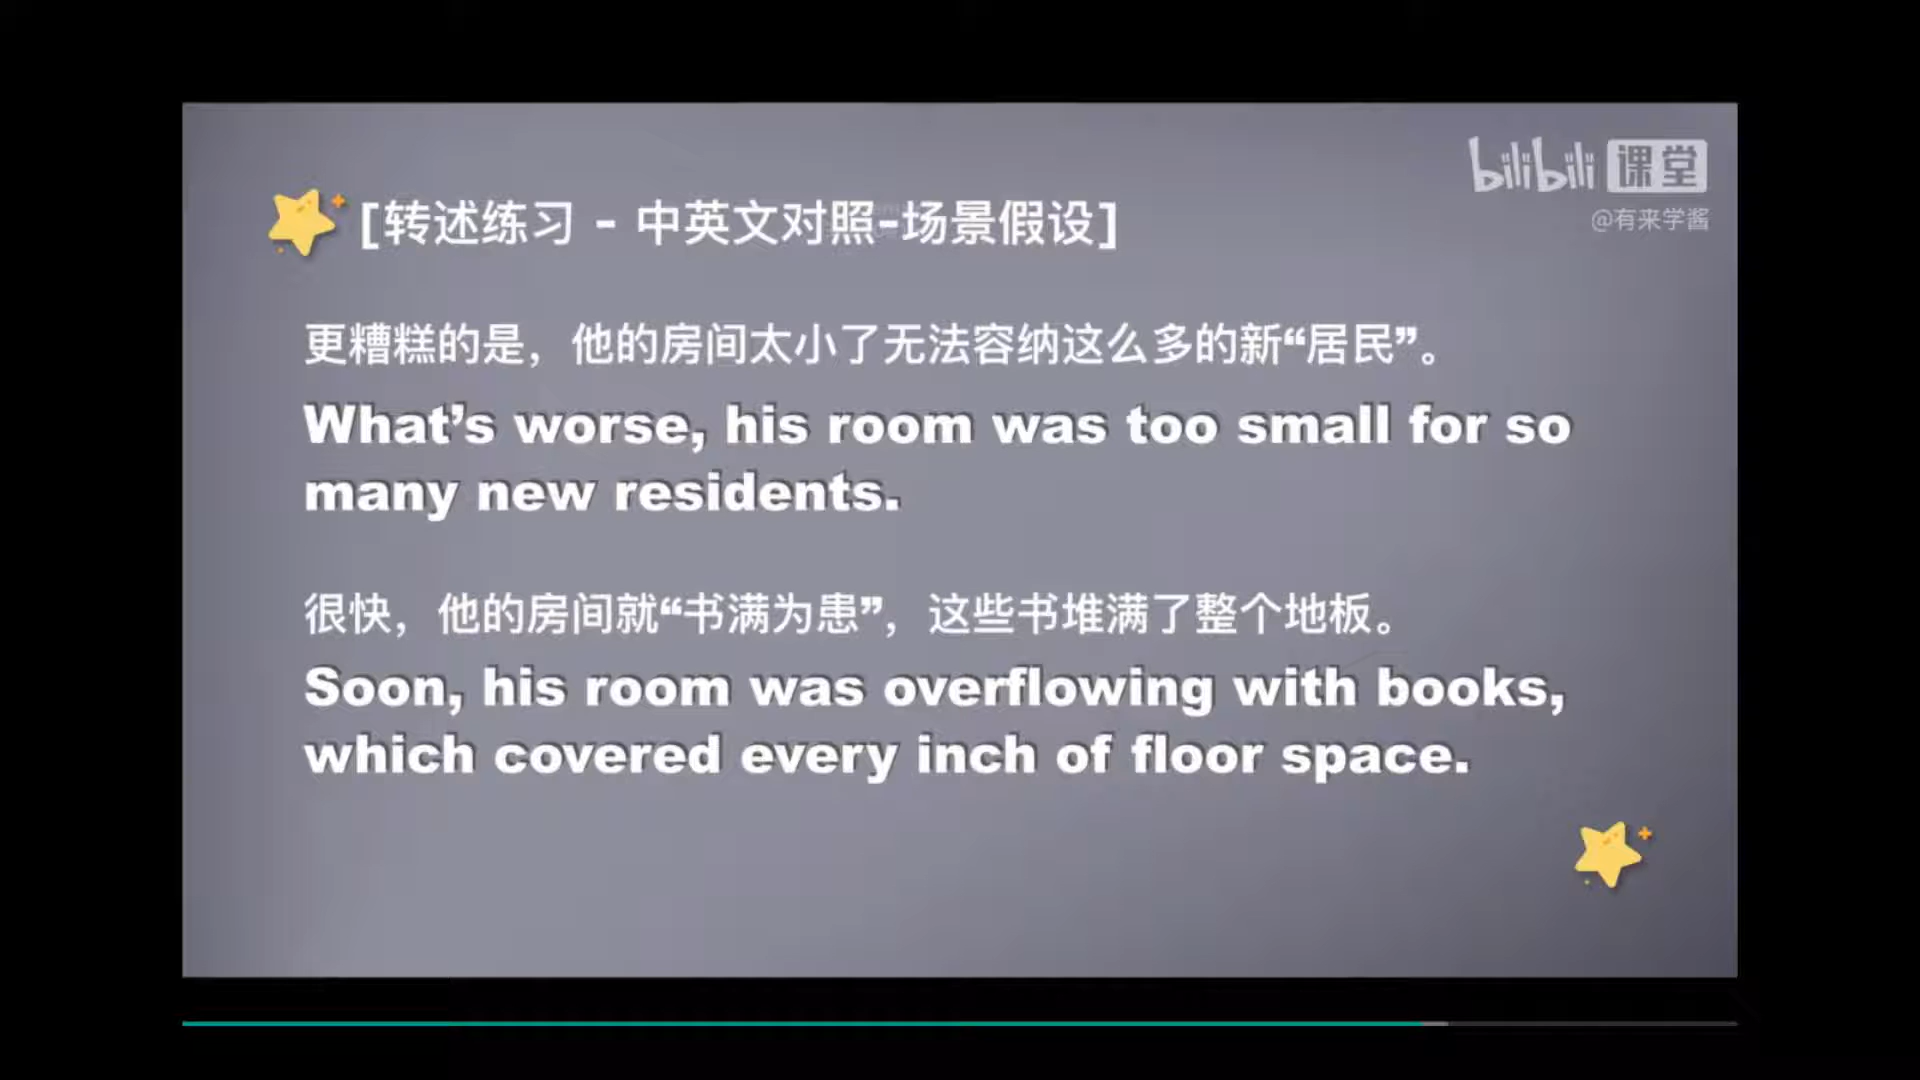 bilibili 课堂
@有来学酱
[转述练习 - 中英文对照-场景假设]
更糟糕的是，他的房间太小了无法容纳这么多的新“居民”。
What’s worse, his room was too small for so
many new residents.
很快，他的房间就“书满为患”，这些书堆满了整个地板。
Soon, his room was overflowing with books,
which covered every inch of floor space.